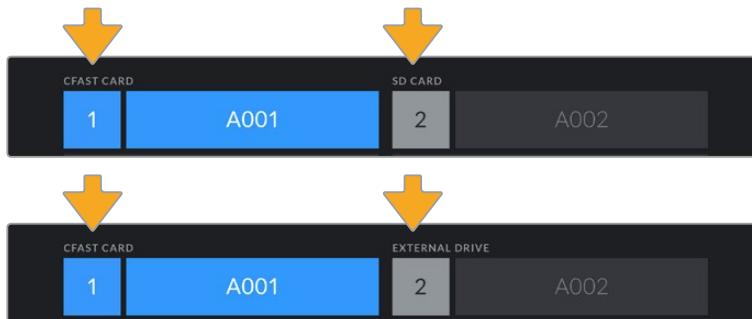 CFAST CARD SD CARD
1 A001 2 A002
CFAST CARD EXTERNAL DRIVE
1 A001 2 A002